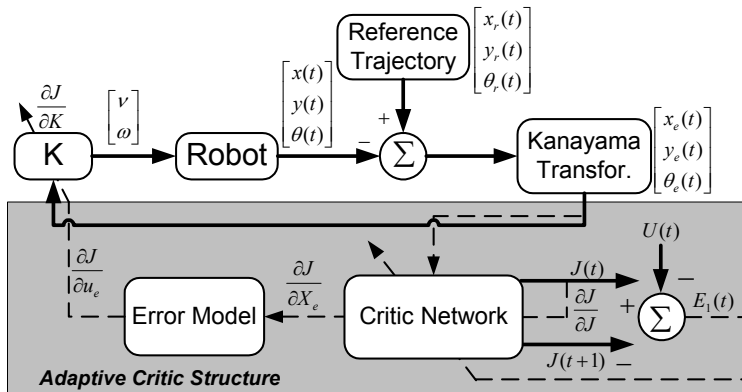 Reference
Trajectory
[x_r(t)
y_r(t)
θ_r(t)]
∂J
∂K
[ν
ω]
[x(t)
y(t)
θ(t)]
+
−
K
Robot
Σ
Kanayama
Transfor.
[x_e(t)
y_e(t)
θ_e(t)]
U(t)
∂J
∂u_e
∂J
∂X_e
J(t)
−
Error Model
Critic Network
∂J
∂J
+
Σ
E_1(t)
J(t+1)
−
Adaptive Critic Structure